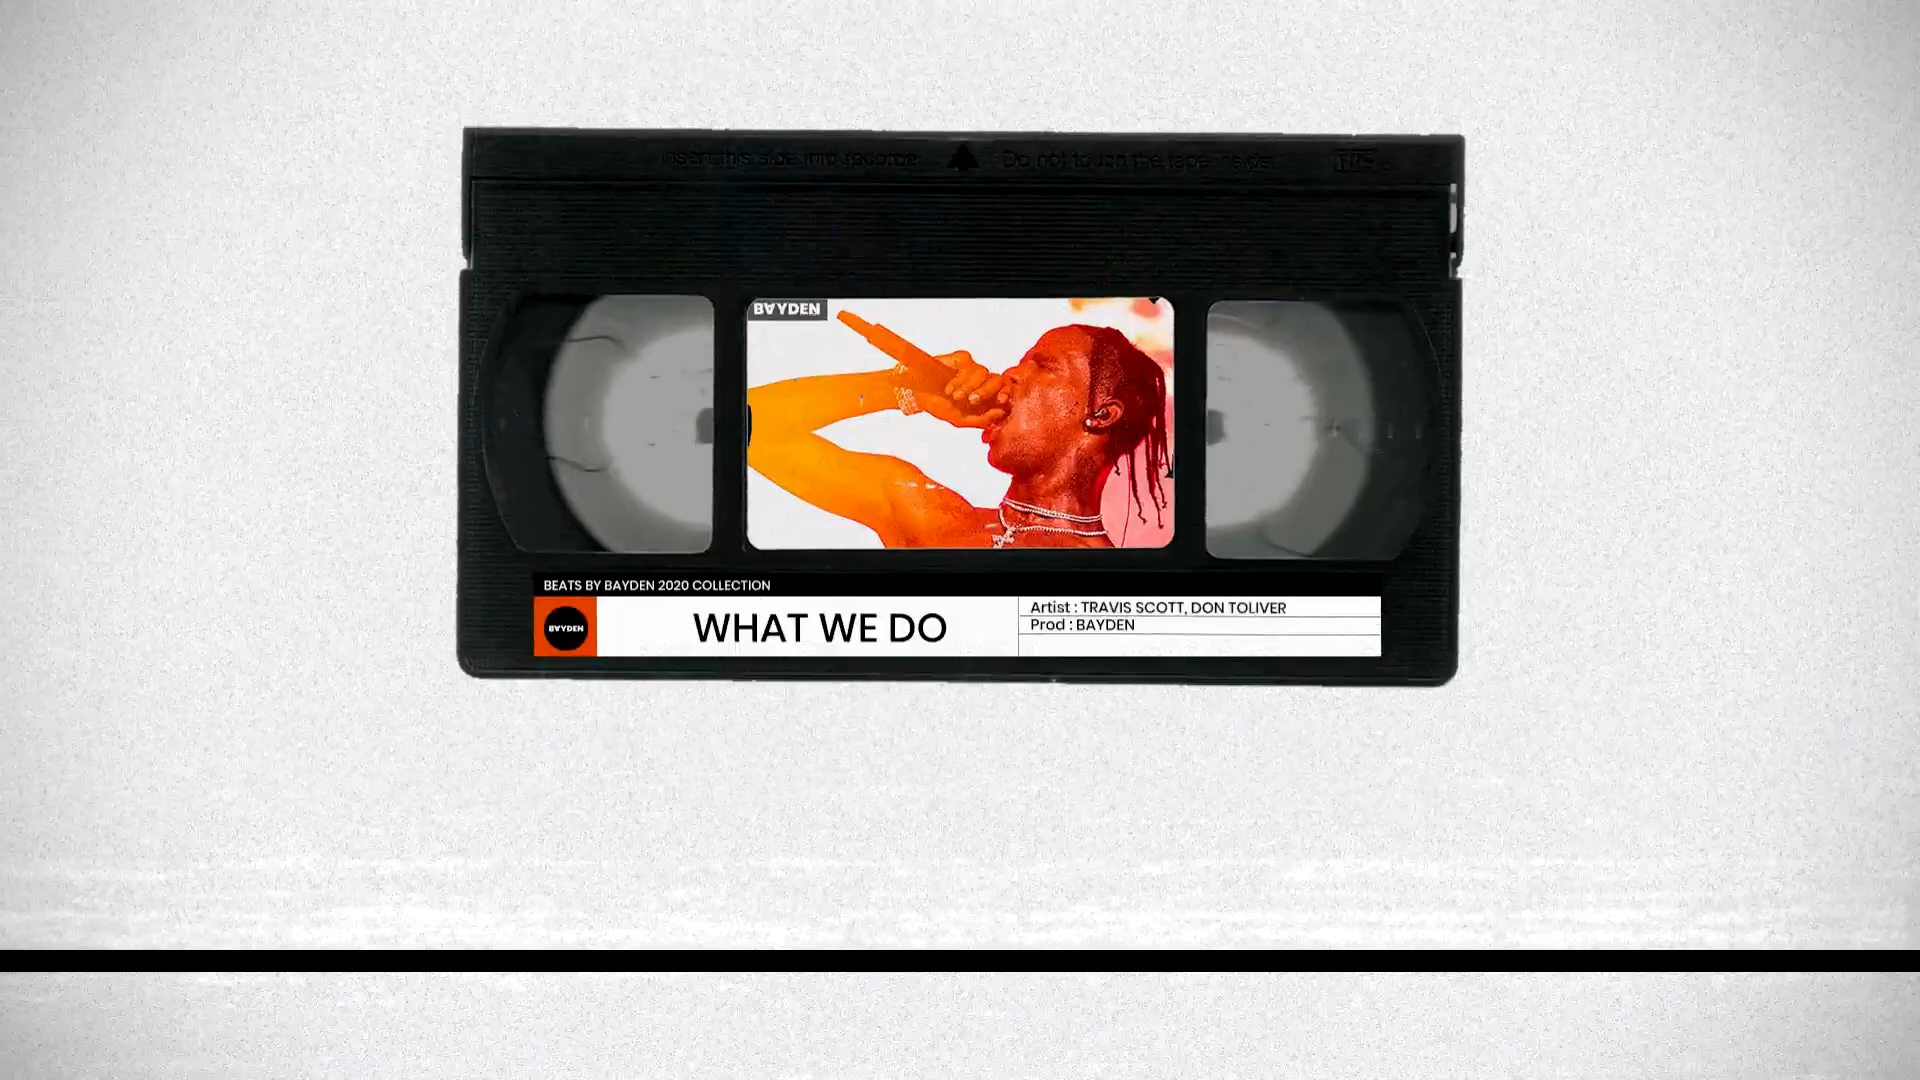 Insert this side into recorder Do not touch the tape inside
BAYDEN
BEATS BY BAYDEN 2020 COLLECTION
BAYDEN
WHAT WE DO
Artist : TRAVIS SCOTT, DON TOLIVER
Prod : BAYDEN